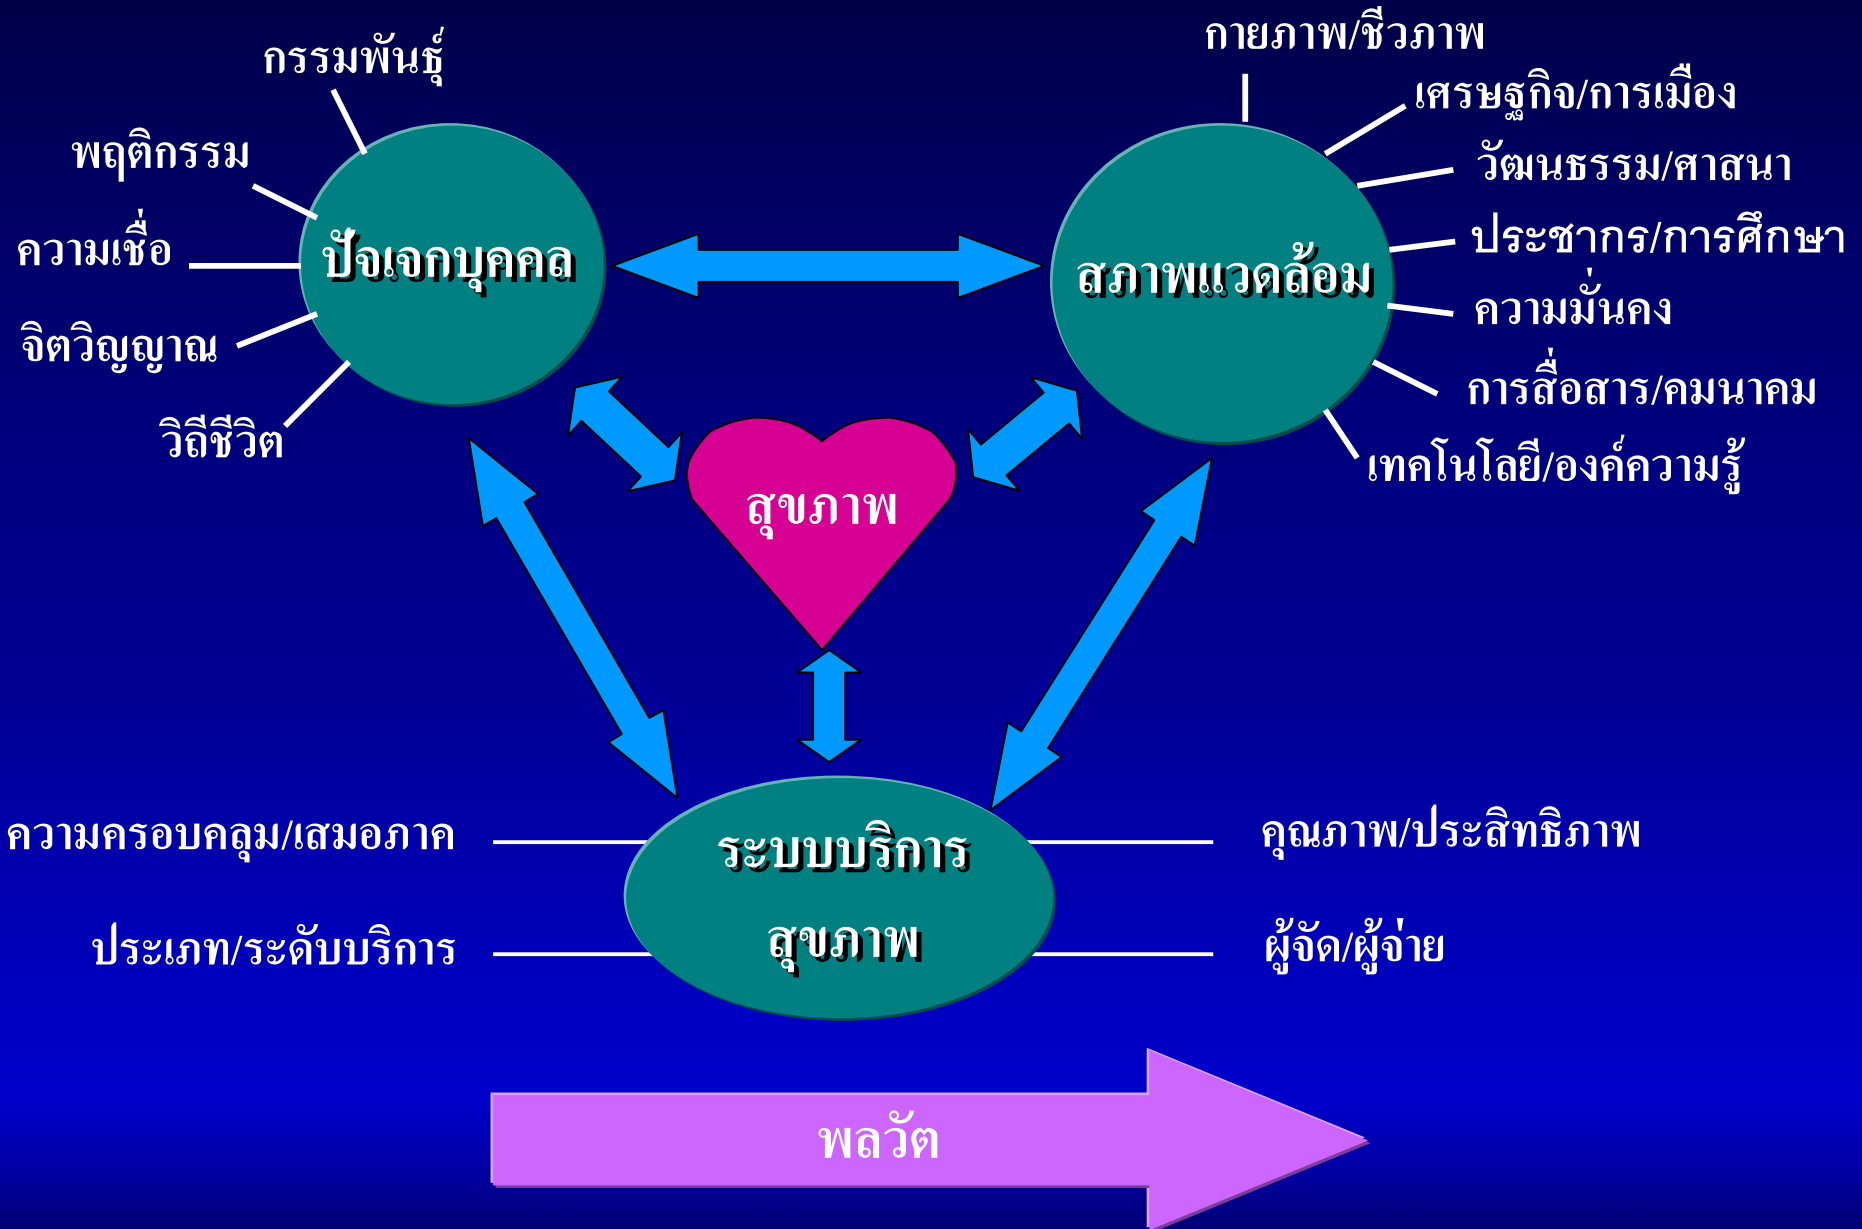 กรรมพันธุ์
พฤติกรรม
ความเชื่อ
จิตวิญญาณ
วิถีชีวิต
ปัจเจกบุคคล
กายภาพ/ชีวภาพ
เศรษฐกิจ/การเมือง
วัฒนธรรม/ศาสนา
ประชากร/การศึกษา
ความมั่นคง
การสื่อสาร/คมนาคม
เทคโนโลยี/องค์ความรู้
สภาพแวดล้อม
สุขภาพ
ความครอบคลุม/เสมอภาค
ประเภท/ระดับบริการ
ระบบบริการ
สุขภาพ
คุณภาพ/ประสิทธิภาพ
ผู้จัด/ผู้จ่าย
พลวัต